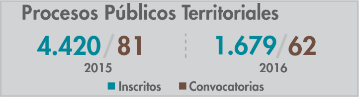 Procesos Públicos Territoriales
4.420/81 1.679/62
2015 2016
Inscritos Convocatorias